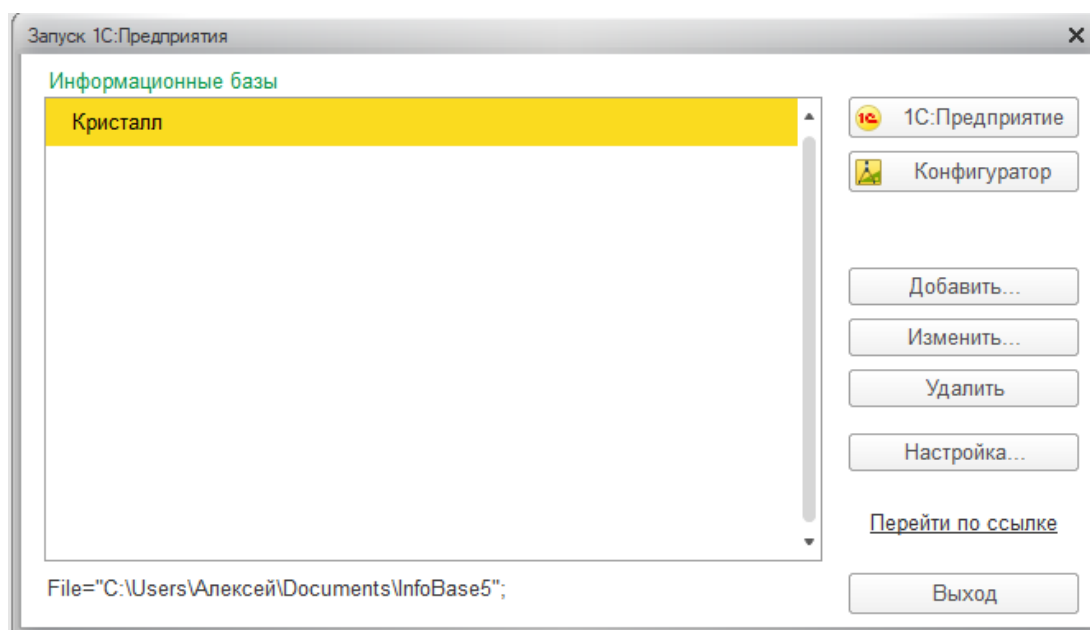 Запуск 1С:Предприятия
Информационные базы
Кристалл
1С:Предприятие
Конфигуратор
Добавить...
Изменить...
Удалить
Настройка...
Перейти по ссылке
File="C:\Users\Алексей\Documents\InfoBase5";
Выход